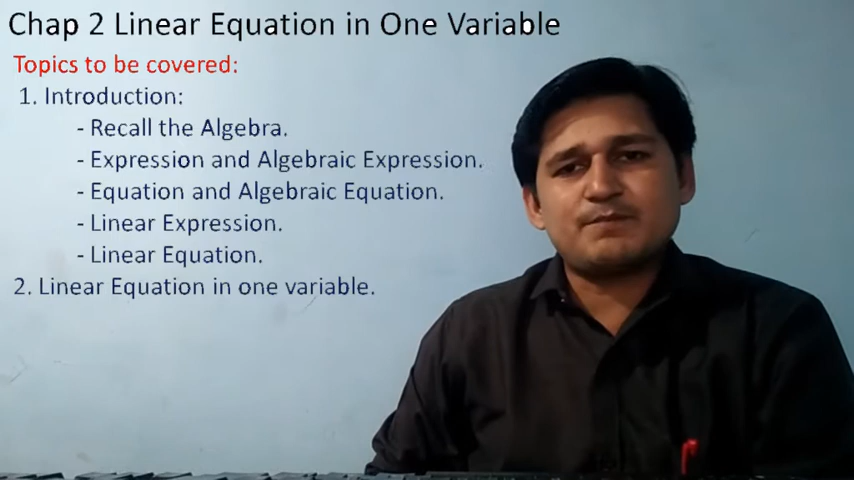 Chap 2 Linear Equation in One Variable
Topics to be covered:
1. Introduction:
- Recall the Algebra.
- Expression and Algebraic Expression.
- Equation and Algebraic Equation.
- Linear Expression.
- Linear Equation.
2. Linear Equation in one variable.